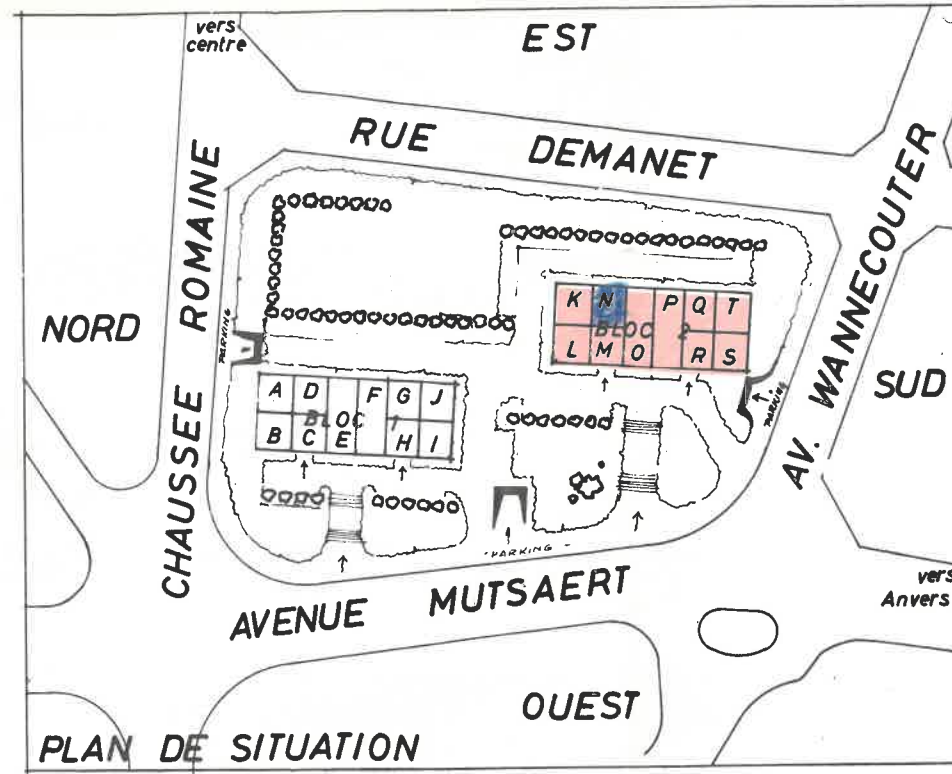 vers
centre
EST
RUE DEMANET
CHAUSSEE ROMAINE
AV. WANNECOUTER
NORD
SUD
PARKING
K N P Q T
BLOC 2
L M O R S
A D F G J
BLOC 1
B C E H I
PARKING
- PARKING -
AVENUE MUTSAERT
vers
Anvers
OUEST
PLAN DE SITUATION